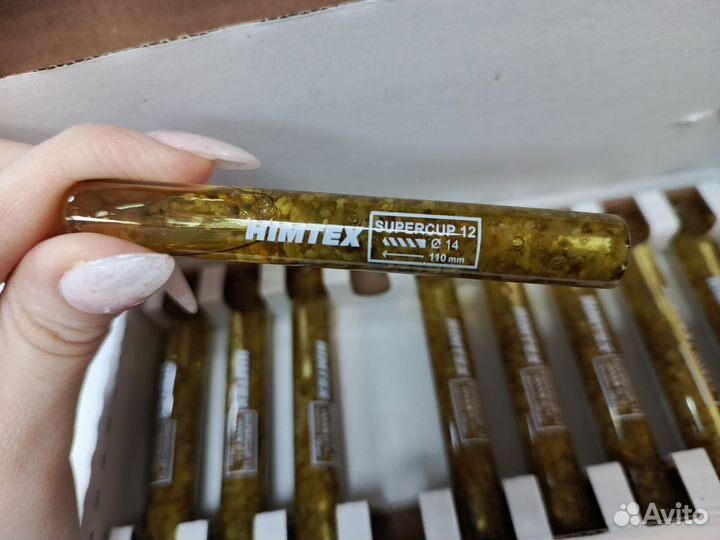 HIMTEX
SUPERCUP 12
Ø 14
110 mm
Avito